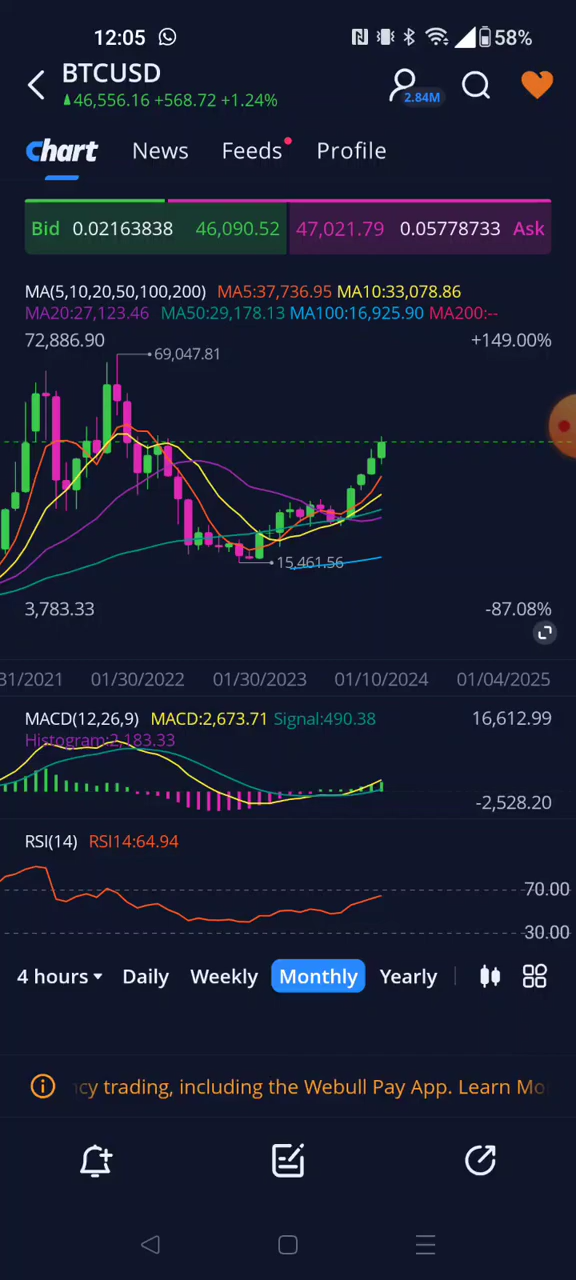 12:05 58%
BTCUSD
46,556.16 +568.72 +1.24%
2.84M
Chart News Feeds Profile
Bid 0.02163838 46,090.52 47,021.79 0.05778733 Ask
MA(5,10,20,50,100,200) MA5:37,736.95 MA10:33,078.86
MA20:27,123.46 MA50:29,178.13 MA100:16,925.90 MA200:--
72,886.90 +149.00%
69,047.81
15,461.56
3,783.33 -87.08%
31/2021 01/30/2022 01/30/2023 01/10/2024 01/04/2025
MACD(12,26,9) MACD:2,673.71 Signal:490.38 16,612.99
Histogram:2,183.33
-2,528.20
RSI(14) RSI14:64.94
70.00
30.00
4 hours Daily Weekly Monthly Yearly
cy trading, including the Webull Pay App. Learn Mo